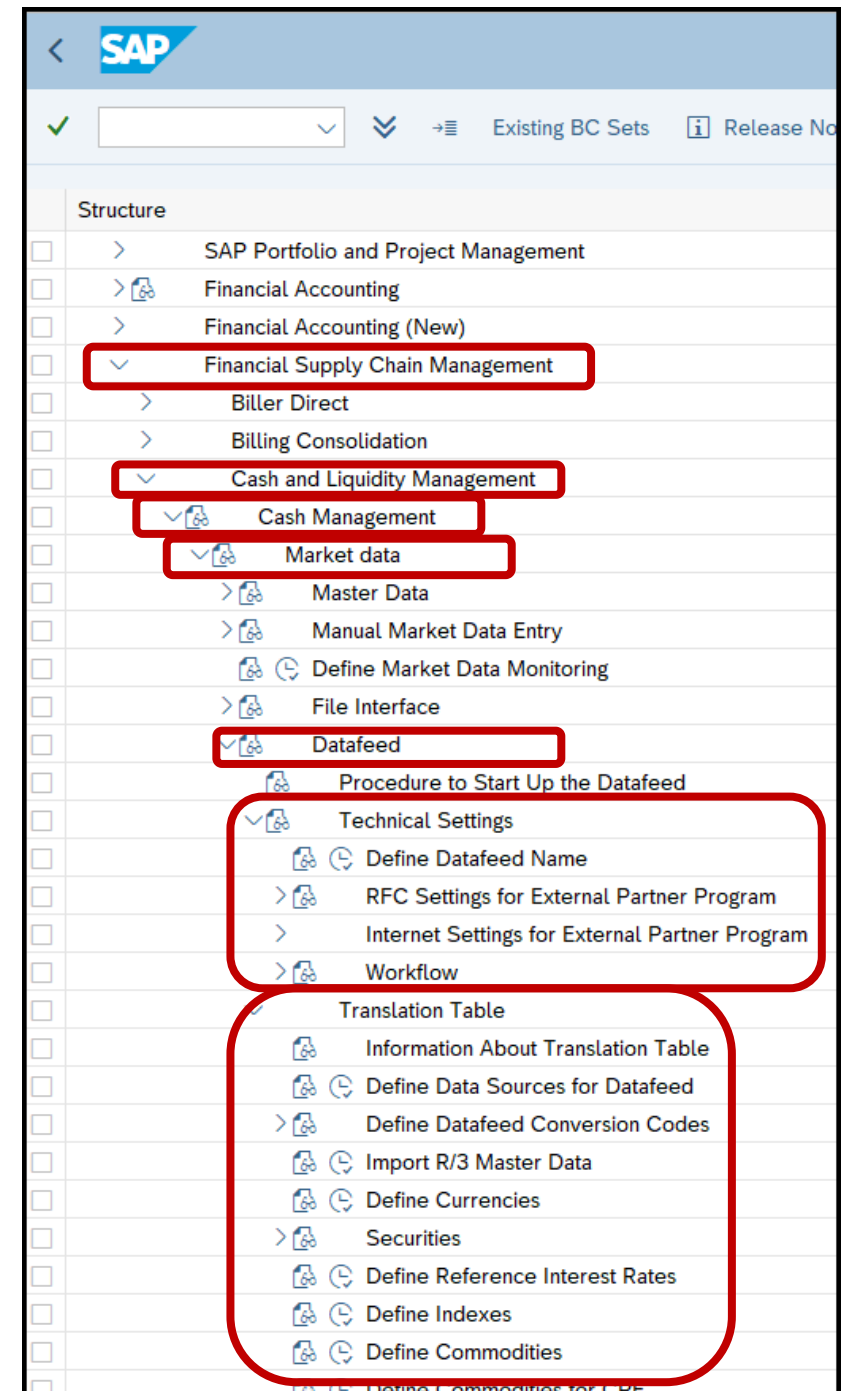 SAP
Existing BC Sets
Release No
Structure
SAP Portfolio and Project Management
Financial Accounting
Financial Accounting (New)
Financial Supply Chain Management
Biller Direct
Billing Consolidation
Cash and Liquidity Management
Cash Management
Market data
Master Data
Manual Market Data Entry
Define Market Data Monitoring
File Interface
Datafeed
Procedure to Start Up the Datafeed
Technical Settings
Define Datafeed Name
RFC Settings for External Partner Program
Internet Settings for External Partner Program
Workflow
Translation Table
Information About Translation Table
Define Data Sources for Datafeed
Define Datafeed Conversion Codes
Import R/3 Master Data
Define Currencies
Securities
Define Reference Interest Rates
Define Indexes
Define Commodities